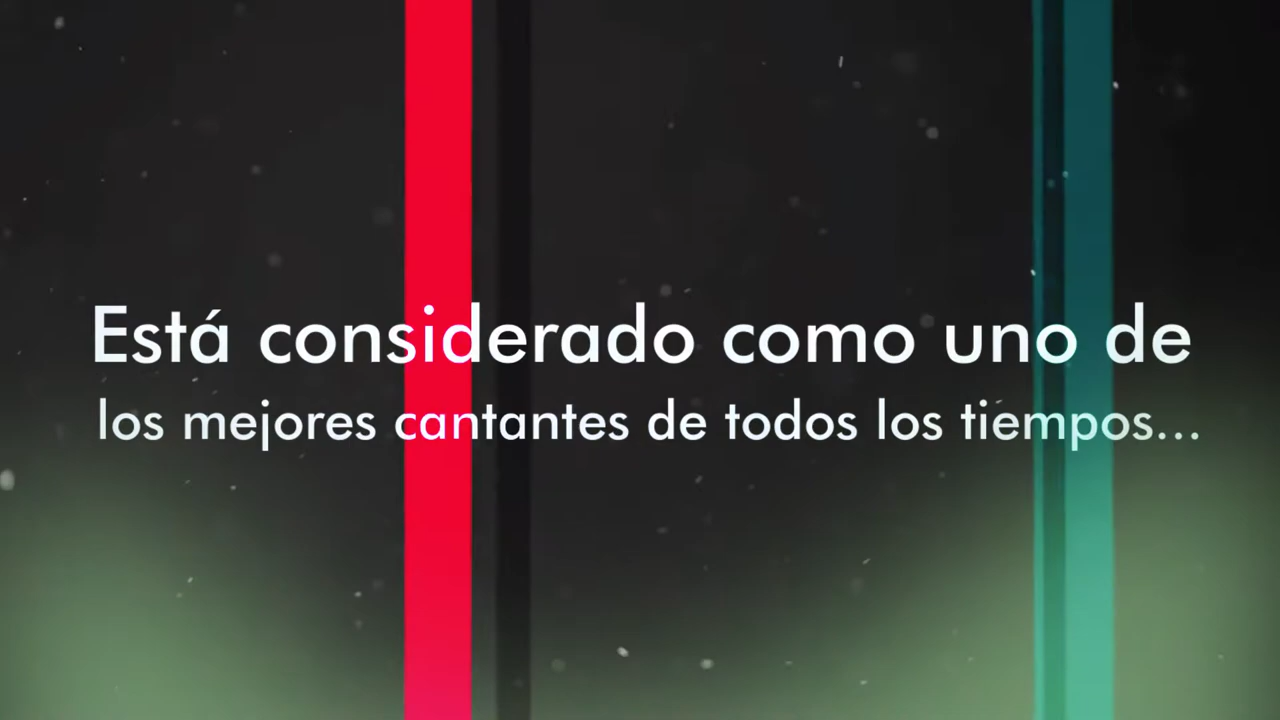 Está considerado como uno de
los mejores cantantes de todos los tiempos...